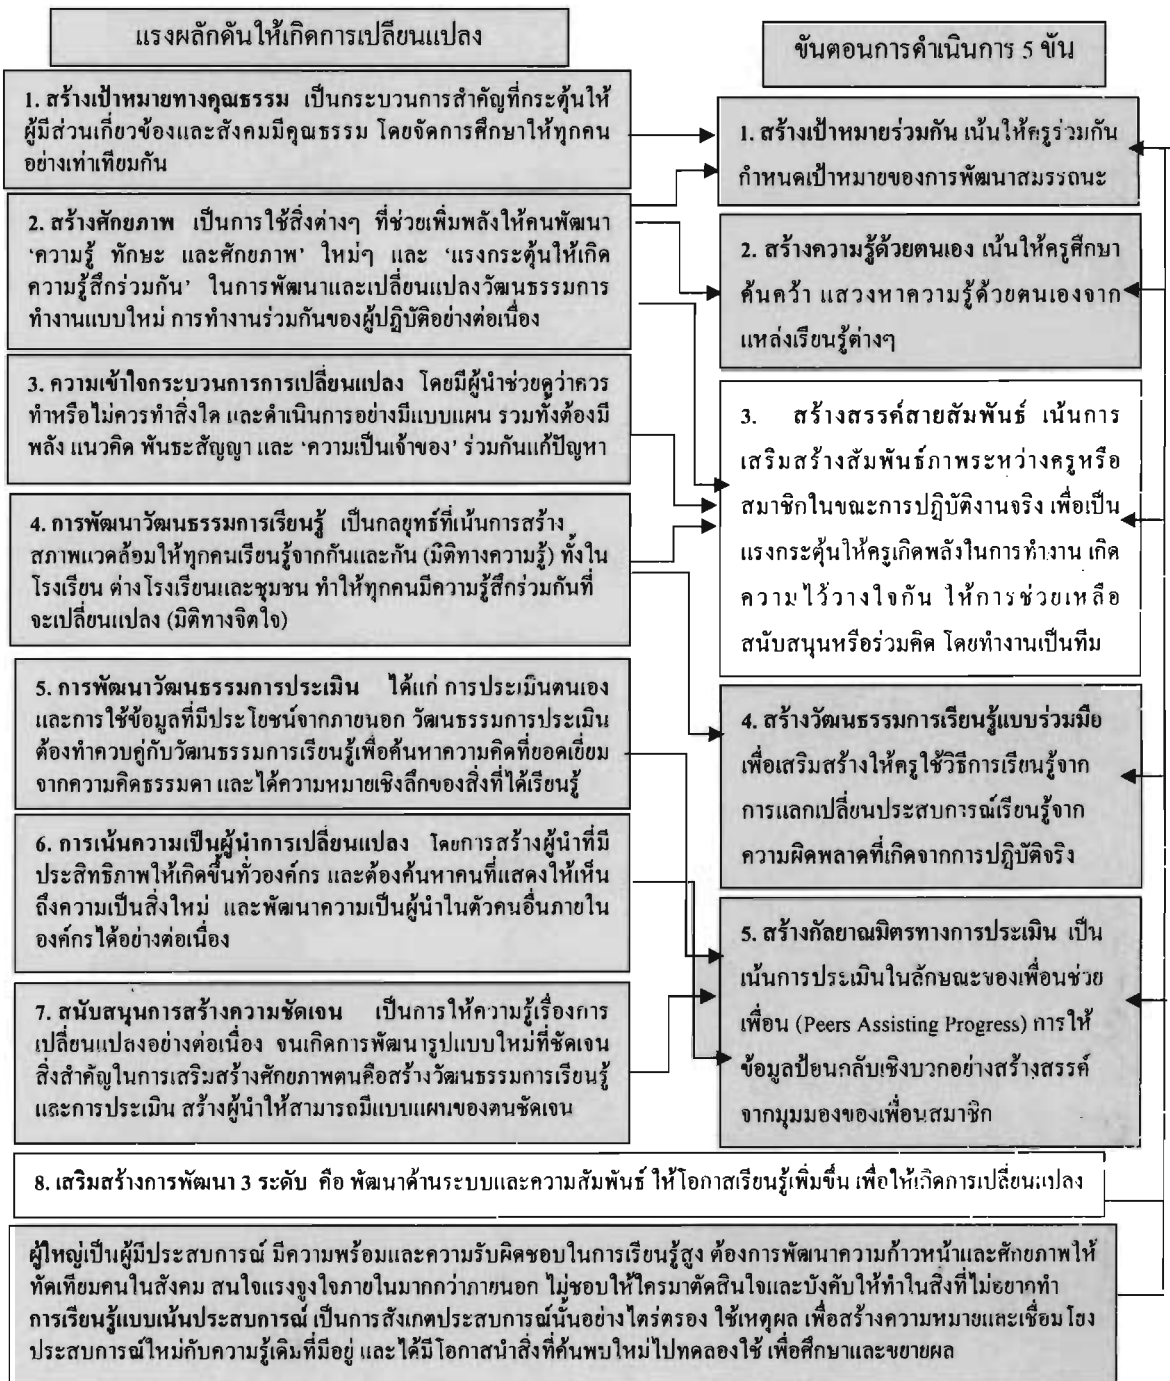 แรงผลักดันให้เกิดการเปลี่ยนแปลง
1. สร้างเป้าหมายทางคุณธรรม เป็นกระบวนการสำคัญที่กระตุ้นให้
ผู้มีส่วนเกี่ยวข้องและสังคมมีคุณธรรม โดยจัดการศึกษาให้ทุกคน
อย่างเท่าเทียมกัน
2. สร้างศักยภาพ เป็นการใช้สิ่งต่างๆ ที่ช่วยเพิ่มพลังให้คนพัฒนา
‘ความรู้ ทักษะ และศักยภาพ’ ใหม่ๆ และ ‘แรงกระตุ้นให้เกิด
ความรู้สึกร่วมกัน’ ในการพัฒนาและเปลี่ยนแปลงวัฒนธรรมการ
ทำงานแบบใหม่ การทำงานร่วมกันของผู้ปฏิบัติอย่างต่อเนื่อง
3. ความเข้าใจกระบวนการการเปลี่ยนแปลง โดยมีผู้นำช่วยดูว่าควร
ทำหรือไม่ควรทำสิ่งใด และดำเนินการอย่างมีแบบแผน รวมทั้งต้องมี
พลัง แนวคิด พันธะสัญญา และ ‘ความเป็นเจ้าของ’ ร่วมกันแก้ปัญหา
4. การพัฒนาวัฒนธรรมการเรียนรู้ เป็นกลยุทธ์ที่เน้นการสร้าง
สภาพแวดล้อมให้ทุกคนเรียนรู้จากกันและกัน (มิติทางความรู้) ทั้งใน
โรงเรียน ต่างโรงเรียนและชุมชน ทำให้ทุกคนมีความรู้สึกร่วมกันที่
จะเปลี่ยนแปลง (มิติทางจิตใจ)
5. การพัฒนาวัฒนธรรมการประเมิน ได้แก่ การประเมินตนเอง
และการใช้ข้อมูลที่มีประโยชน์จากภายนอก วัฒนธรรมการประเมิน
ต้องทำควบคู่กับวัฒนธรรมการเรียนรู้เพื่อค้นหาความคิดที่ยอดเยี่ยม
จากความคิดธรรมดา และได้ความหมายเชิงลึกของสิ่งที่ได้เรียนรู้
6. การเน้นความเป็นผู้นำการเปลี่ยนแปลง โดยการสร้างผู้นำที่มี
ประสิทธิภาพให้เกิดขึ้นทั่วองค์กร และต้องค้นหาคนที่แสดงให้เห็น
ถึงความเป็นสิ่งใหม่ และพัฒนาความเป็นผู้นำในตัวคนอื่นภายใน
องค์กรได้อย่างต่อเนื่อง
7. สนับสนุนการสร้างความชัดเจน เป็นการให้ความรู้เรื่องการ
เปลี่ยนแปลงอย่างต่อเนื่อง จนเกิดการพัฒนารูปแบบใหม่ที่ชัดเจน
สิ่งสำคัญในการเสริมสร้างศักยภาพตนคือสร้างวัฒนธรรมการเรียนรู้
และการประเมิน สร้างผู้นำให้สามารถมีแบบแผนของตนชัดเจน
ขั้นตอนการดำเนินการ 5 ขั้น
1. สร้างเป้าหมายร่วมกัน เน้นให้ครูร่วมกัน
กำหนดเป้าหมายของการพัฒนาสมรรถนะ
2. สร้างความรู้ด้วยตนเอง เน้นให้ครูศึกษา
ค้นคว้า แสวงหาความรู้ด้วยตนเองจาก
แหล่งเรียนรู้ต่างๆ
3. สร้างสรรค์สายสัมพันธ์ เน้นการ
เสริมสร้างสัมพันธ์ภาพระหว่างครูหรือ
สมาชิกในขณะการปฏิบัติงานจริง เพื่อเป็น
แรงกระตุ้นให้ครูเกิดพลังในการทำงาน เกิด
ความไว้วางใจกัน ให้การช่วยเหลือ
สนับสนุนหรือร่วมคิด โดยทำงานเป็นทีม
4. สร้างวัฒนธรรมการเรียนรู้แบบร่วมมือ
เพื่อเสริมสร้างให้ครูใช้วิธีการเรียนรู้จาก
การแลกเปลี่ยนประสบการณ์เรียนรู้จาก
ความผิดพลาดที่เกิดจากการปฏิบัติจริง
5. สร้างกัลยาณมิตรทางการประเมิน เป็น
เน้นการประเมินในลักษณะของเพื่อนช่วย
เพื่อน (Peers Assisting Progress) การให้
ข้อมูลป้อนกลับเชิงบวกอย่างสร้างสรรค์
จากมุมมองของเพื่อนสมาชิก
8. เสริมสร้างการพัฒนา 3 ระดับ คือ พัฒนาด้านระบบและความสัมพันธ์ ให้โอกาสเรียนรู้เพิ่มขึ้น เพื่อให้เกิดการเปลี่ยนแปลง
ผู้ใหญ่เป็นผู้มีประสบการณ์ มีความพร้อมและความรับผิดชอบในการเรียนรู้สูง ต้องการพัฒนาความก้าวหน้าและศักยภาพให้
ทัดเทียมคนในสังคม สนใจแรงจูงใจภายในมากกว่าภายนอก ไม่ชอบให้ใครมาตัดสินใจและบังคับให้ทำในสิ่งที่ไม่อยากทำ
การเรียนรู้แบบเน้นประสบการณ์ เป็นการสังเกตประสบการณ์นั้นอย่างไตร่ตรอง ใช้เหตุผล เพื่อสร้างความหมายและเชื่อมโยง
ประสบการณ์ใหม่กับความรู้เดิมที่มีอยู่ และได้มีโอกาสนำสิ่งที่ค้นพบใหม่ไปทดลองใช้ เพื่อศึกษาและขยายผล